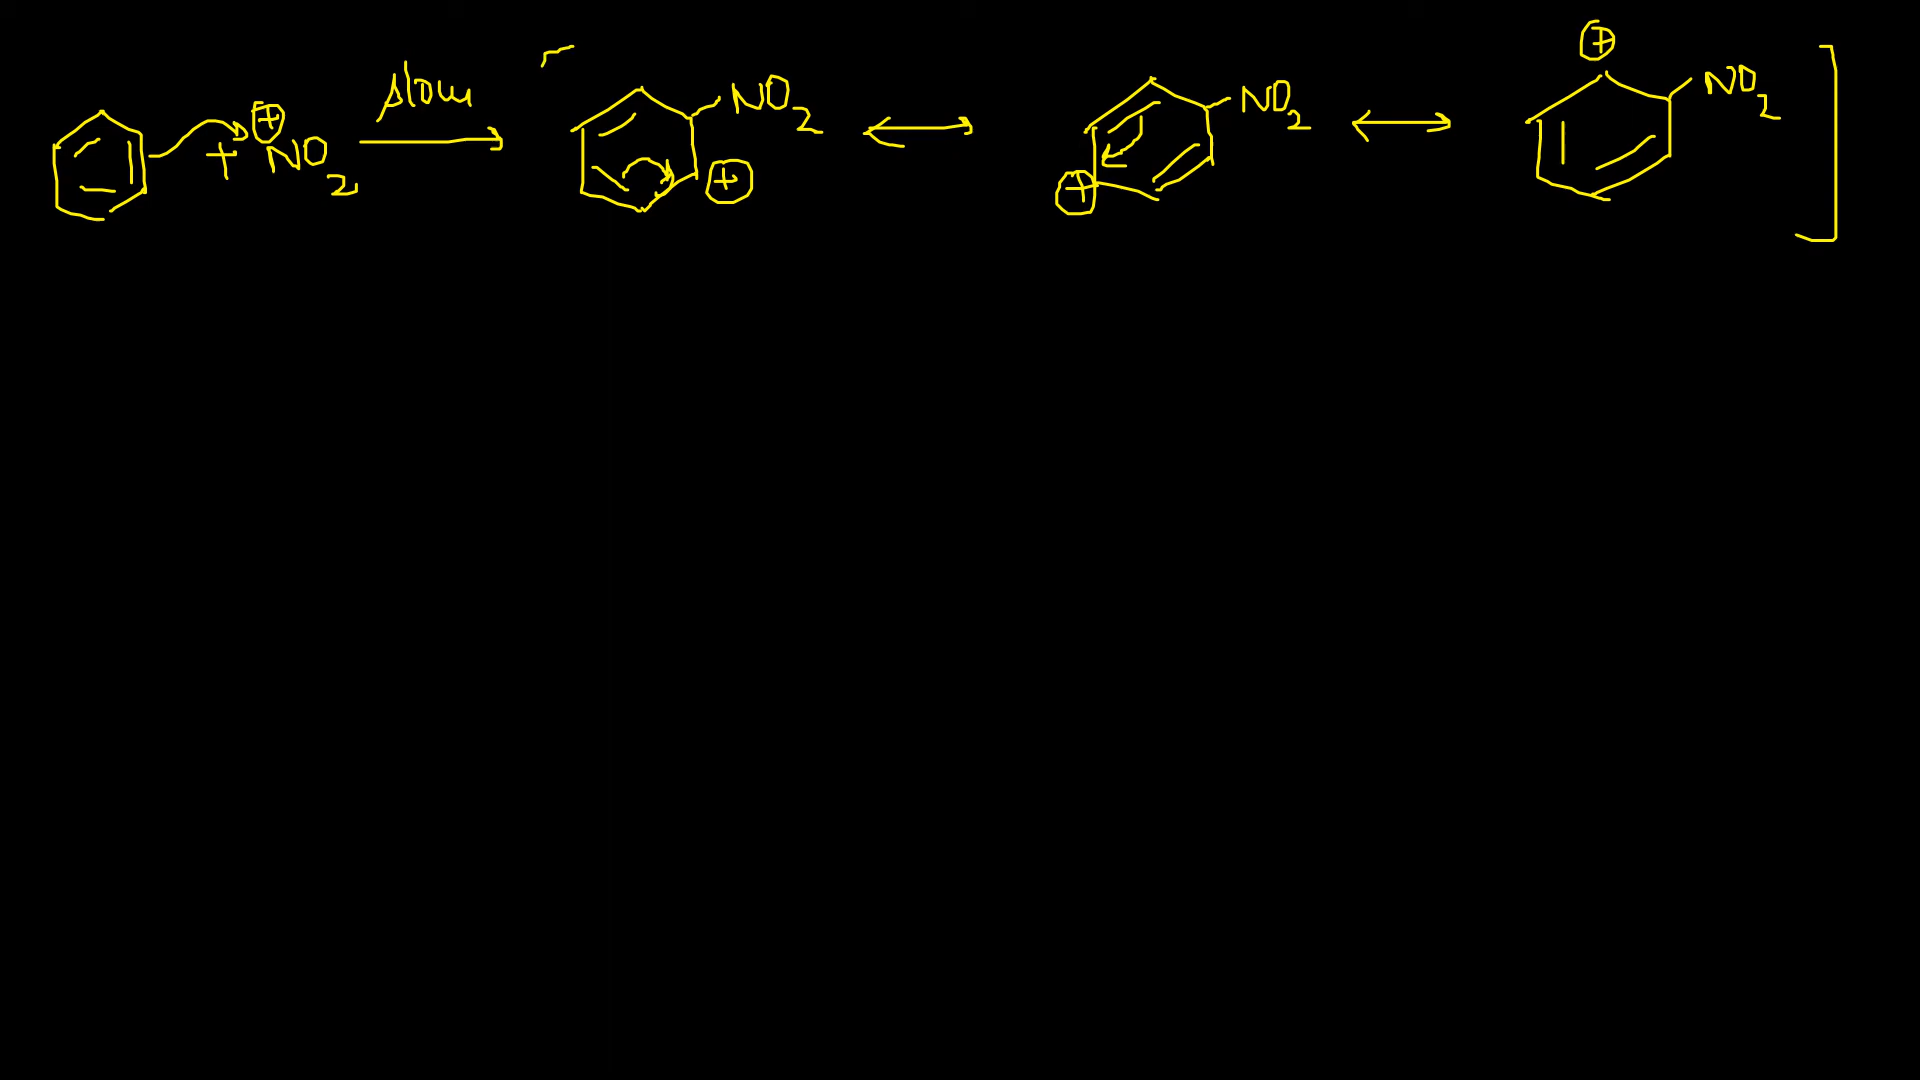 slow
+ ⊕NO2
NO2 ⊕
NO2 ⊕
⊕ NO2